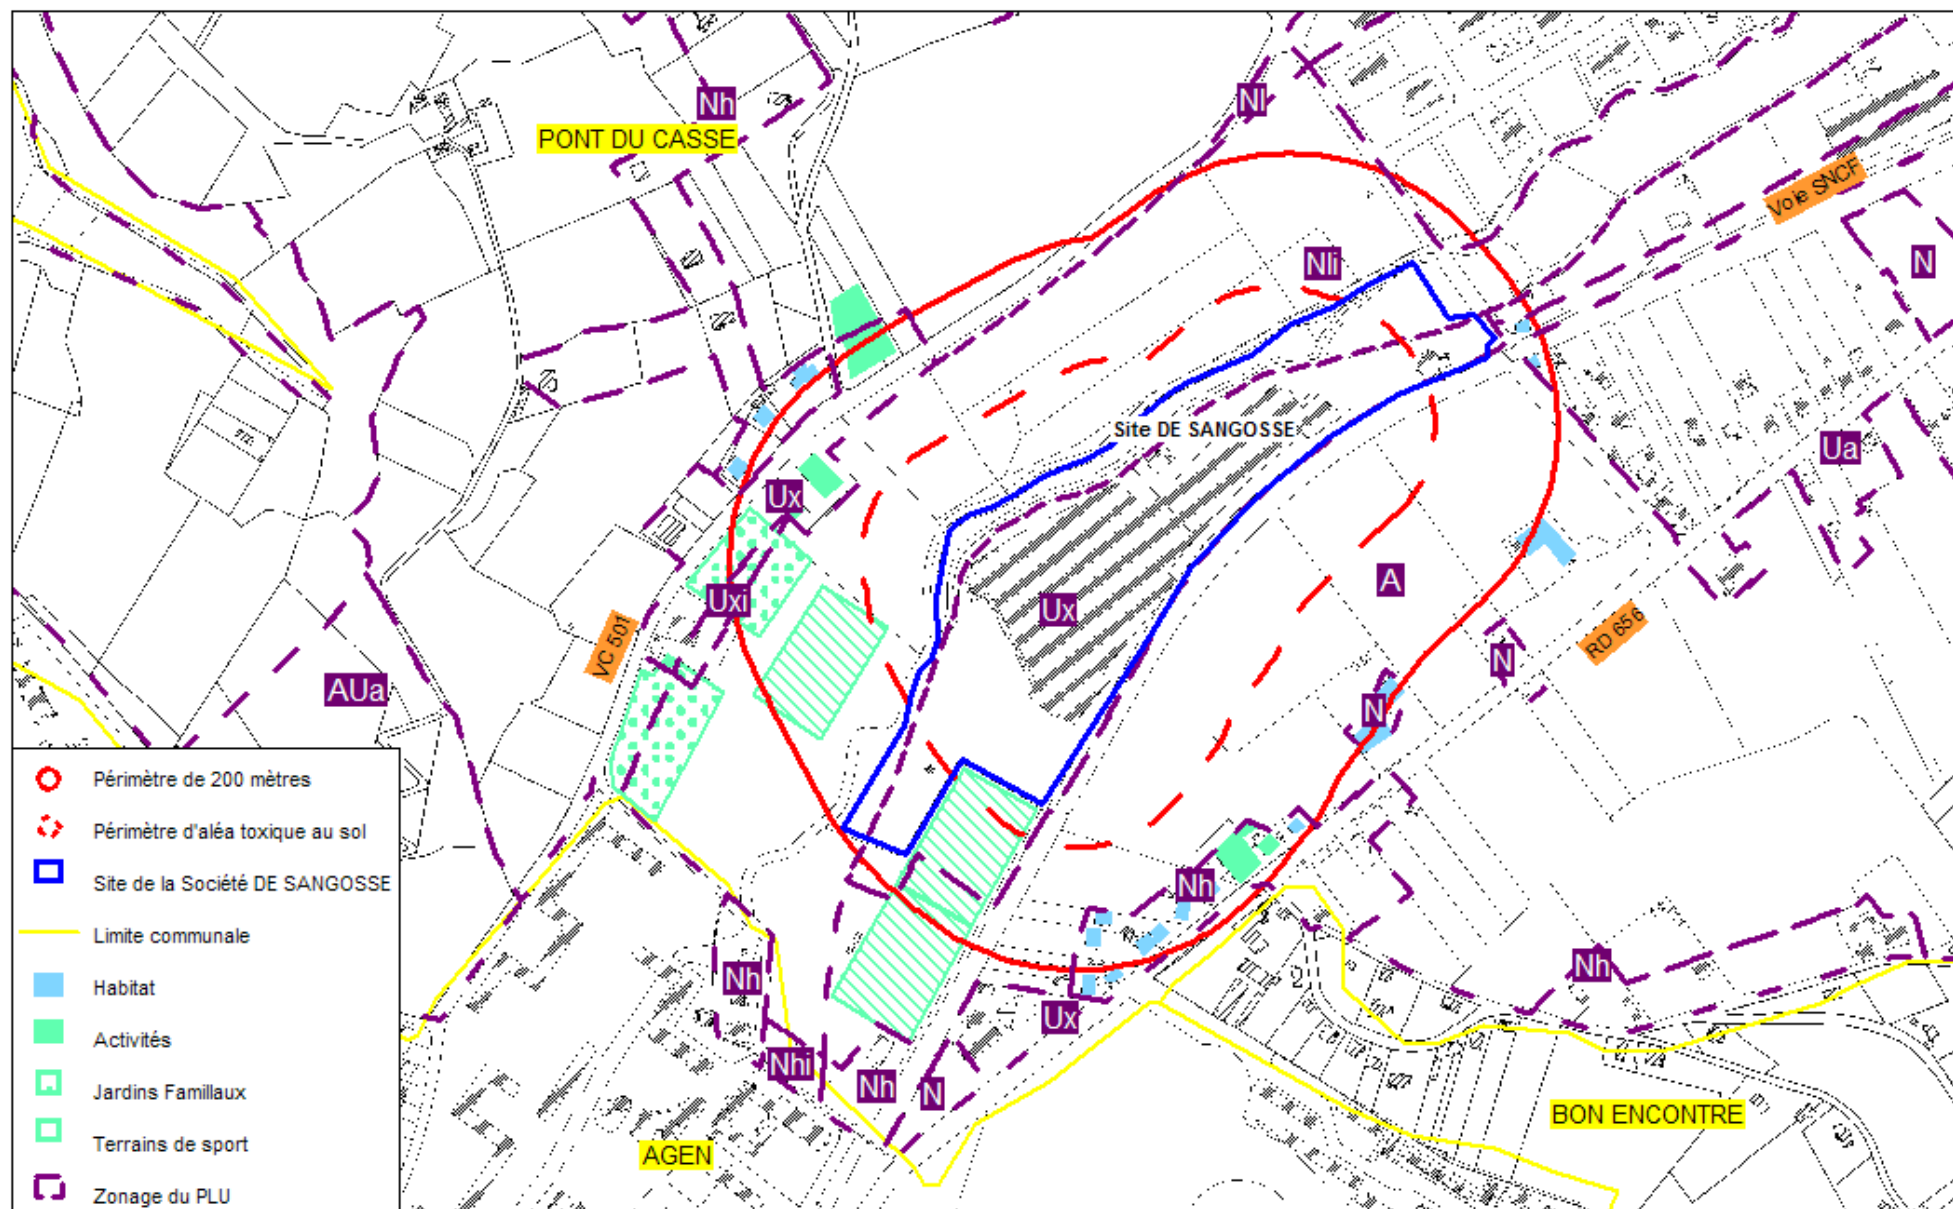 Nh
Nl
PONT DU CASSE
Voie SNCF
N
Nli
Site DE SANGOSSE
Ua
Ux
A
Uxi
Ux
VC 501
RD 656
N
AUa
N
Périmètre de 200 mètres
Périmètre d'aléa toxique au sol
Site de la Société DE SANGOSSE
Limite communale
Habitat
Activités
Jardins Famillaux
Terrains de sport
Zonage du PLU
Nh
Nh
Nh
Ux
Nhi
Nh
N
BON ENCONTRE
AGEN